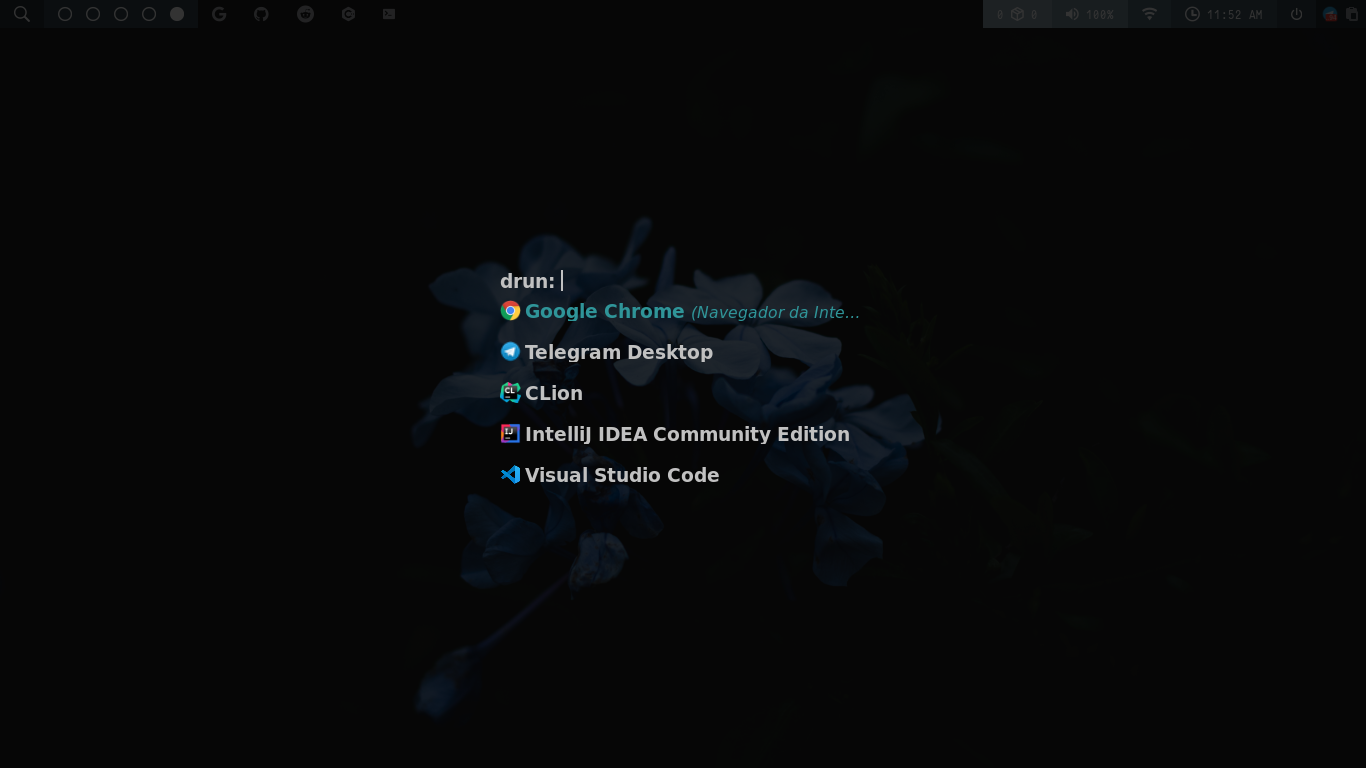 0 0 100% 11:52 AM
drun:
Google Chrome (Navegador da Inte...
Telegram Desktop
CLion
IntelliJ IDEA Community Edition
Visual Studio Code